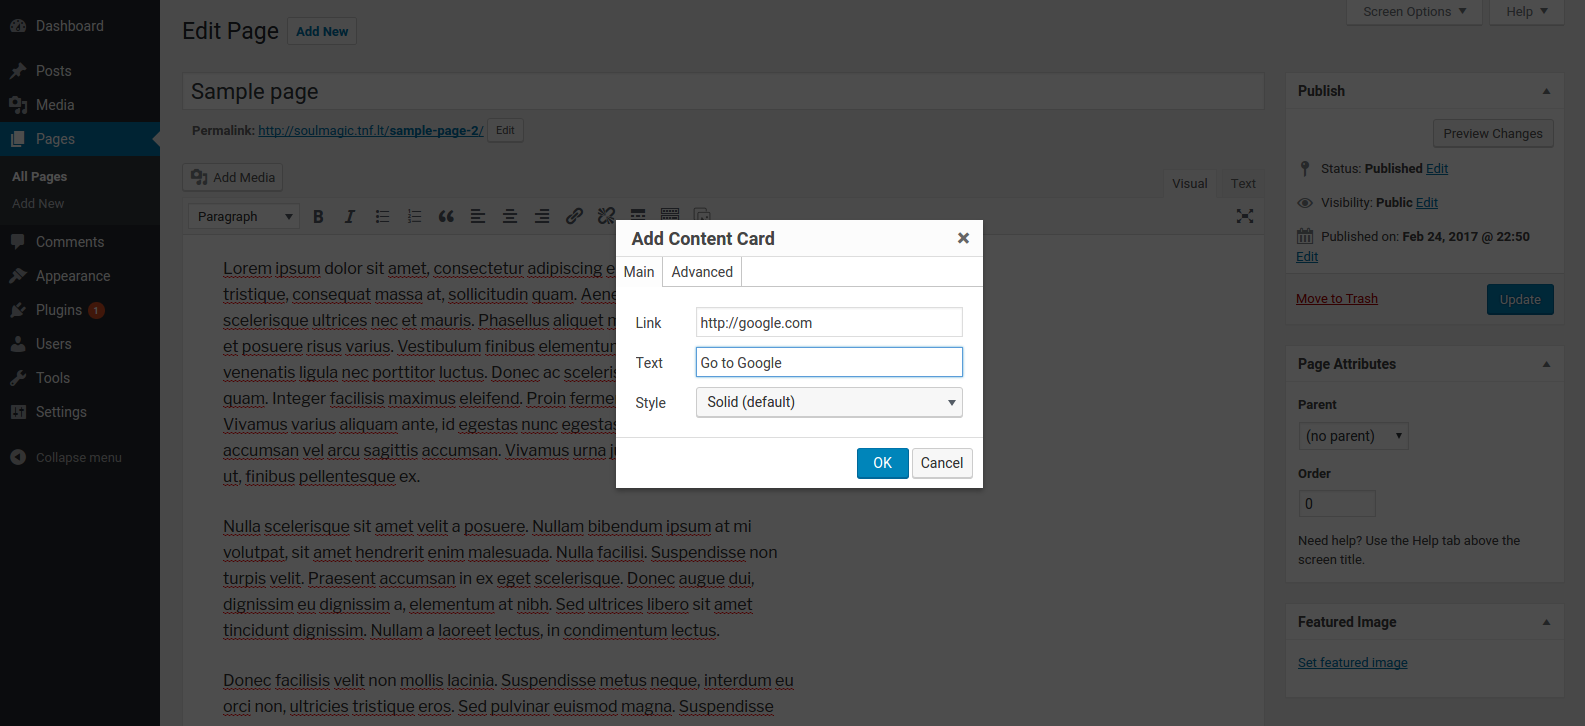 Dashboard
Posts
Media
Pages
All Pages
Add New
Comments
Appearance
Plugins 1
Users
Tools
Settings
Collapse menu
Screen Options
Help
Edit Page Add New
Sample page
Permalink: http://soulmagic.tnf.lt/sample-page-2/ Edit
Add Media
Visual Text
Paragraph
Lorem ipsum dolor sit amet, consectetur adipiscing e
tristique, consequat massa at, sollicitudin quam. Aene
scelerisque ultrices nec et mauris. Phasellus aliquet n
et posuere risus varius. Vestibulum finibus elementum
venenatis ligula nec porttitor luctus. Donec ac sceleris
quam. Integer facilisis maximus eleifend. Proin ferme
Vivamus varius aliquam ante, id egestas nunc egestas
accumsan vel arcu sagittis accumsan. Vivamus urna j
ut, finibus pellentesque ex.
Nulla scelerisque sit amet velit a posuere. Nullam bibendum ipsum at mi
volutpat, sit amet hendrerit enim malesuada. Nulla facilisi. Suspendisse non
turpis velit. Praesent accumsan in ex eget scelerisque. Donec augue dui,
dignissim eu dignissim a, elementum at nibh. Sed ultrices libero sit amet
tincidunt dignissim. Nullam a laoreet lectus, in condimentum lectus.
Donec facilisis velit non mollis lacinia. Suspendisse metus neque, interdum eu
orci non, ultricies tristique eros. Sed pulvinar euismod magna. Suspendisse
Add Content Card
Main Advanced
Link http://google.com
Text Go to Google
Style Solid (default)
OK Cancel
Publish
Preview Changes
Status: Published Edit
Visibility: Public Edit
Published on: Feb 24, 2017 @ 22:50
Edit
Move to Trash Update
Page Attributes
Parent
(no parent)
Order
0
Need help? Use the Help tab above the
screen title.
Featured Image
Set featured image